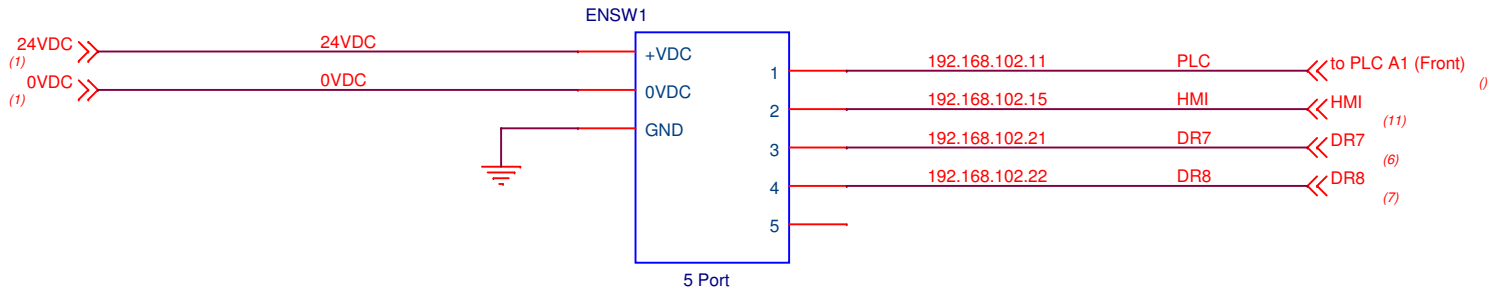 ENSW1
24VDC
(1)
24VDC
+VDC
0VDC
(1)
0VDC
0VDC
GND
1
192.168.102.11 PLC
to PLC A1 (Front)
()
2
192.168.102.15 HMI
HMI
(11)
3
192.168.102.21 DR7
DR7
(6)
4
192.168.102.22 DR8
DR8
(7)
5
5 Port